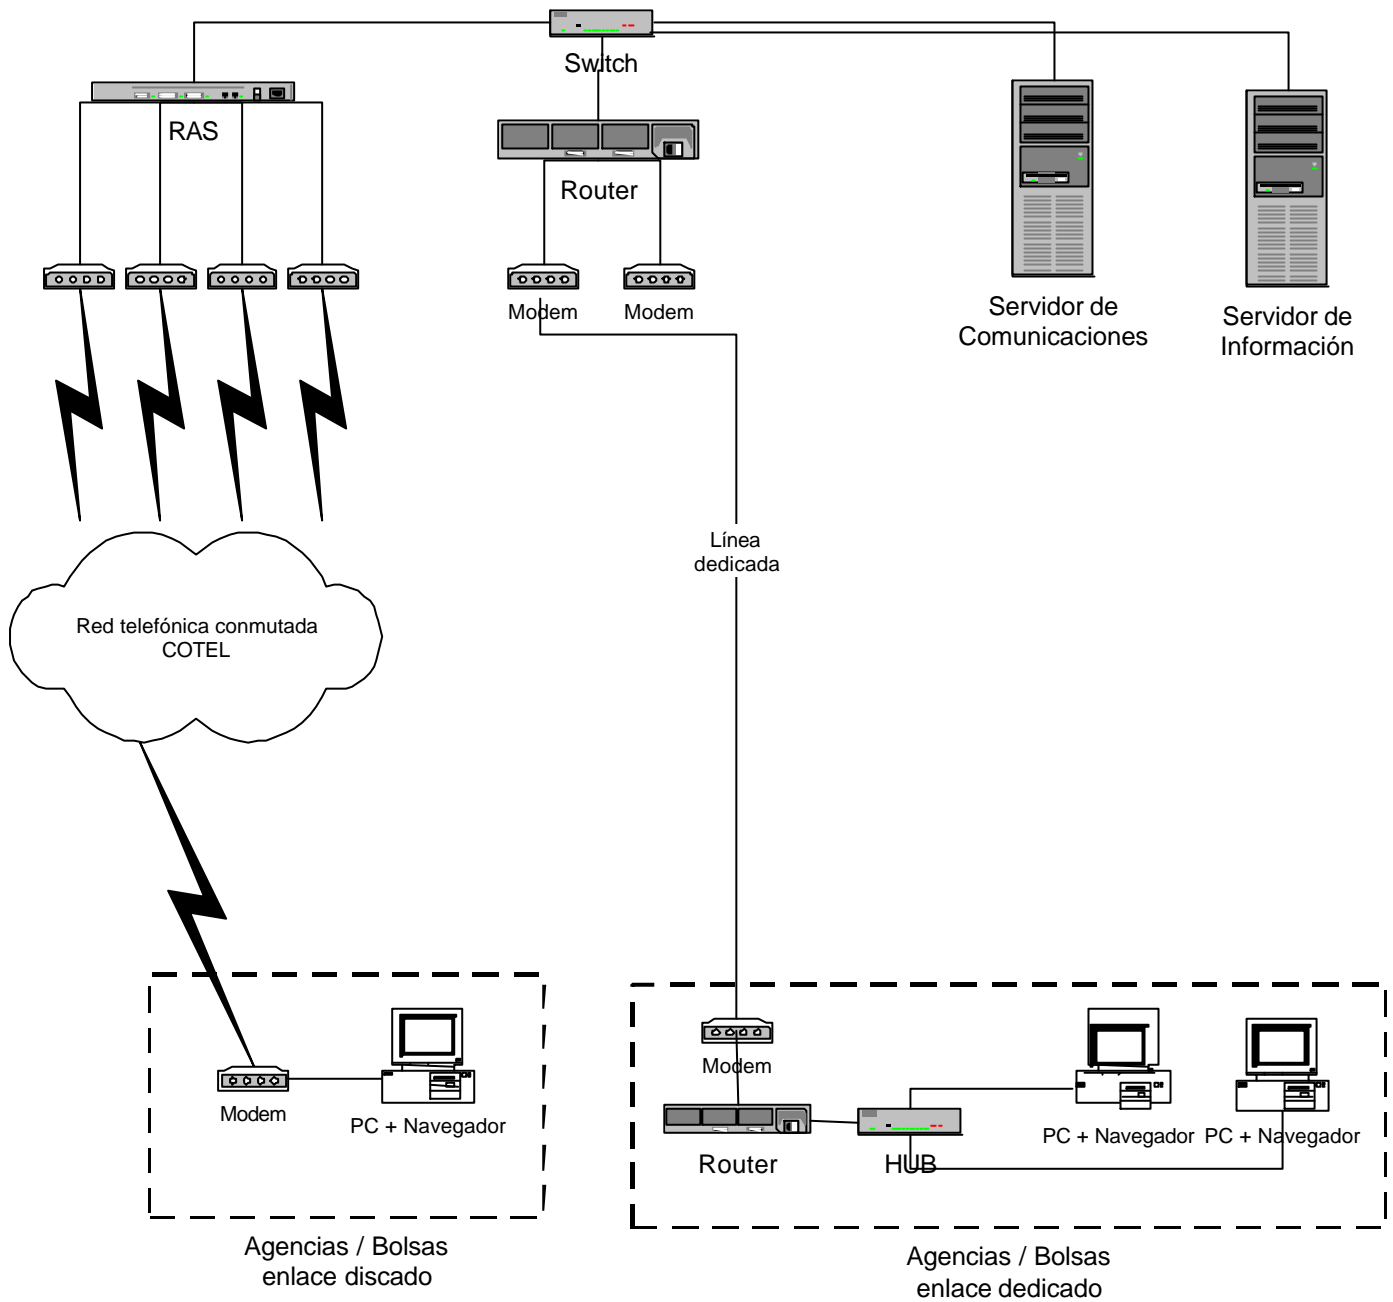 Switch
RAS
Router
Modem
Modem
Servidor de
Comunicaciones
Servidor de
Información
Línea
dedicada
Red telefónica conmutada
COTEL
Modem
PC + Navegador
Modem
Router
HUB
PC + Navegador
PC + Navegador
Agencias / Bolsas
enlace discado
Agencias / Bolsas
enlace dedicado